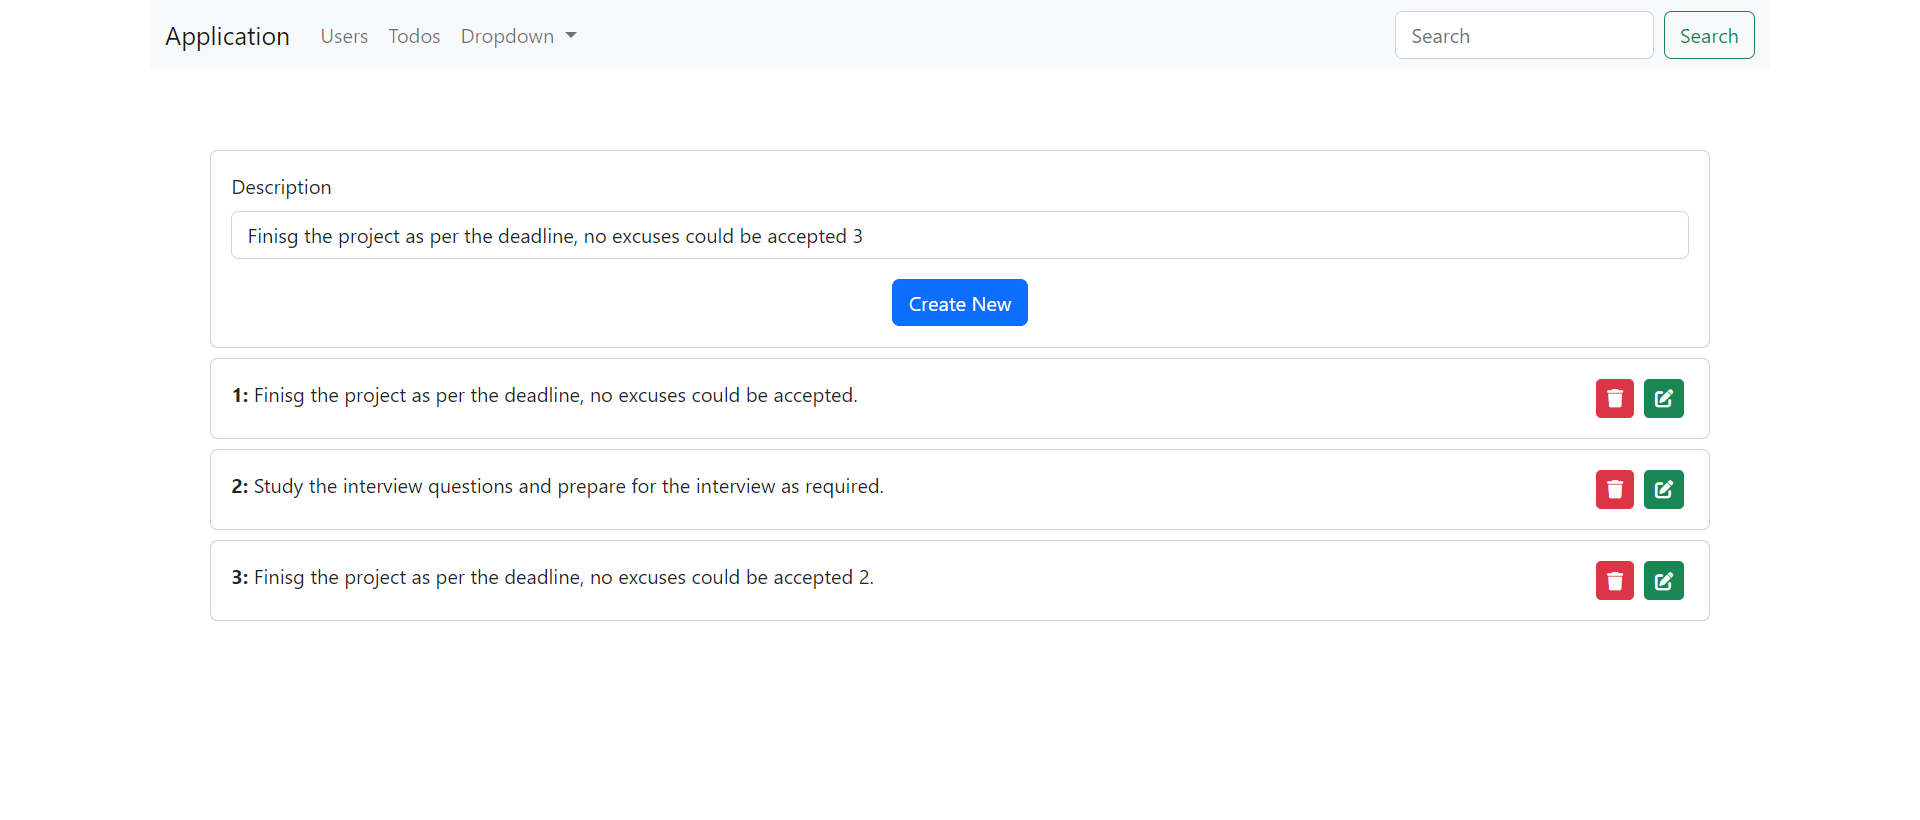 Application Users Todos Dropdown Search Search
Description
Finisg the project as per the deadline, no excuses could be accepted 3
Create New
1: Finisg the project as per the deadline, no excuses could be accepted.
2: Study the interview questions and prepare for the interview as required.
3: Finisg the project as per the deadline, no excuses could be accepted 2.